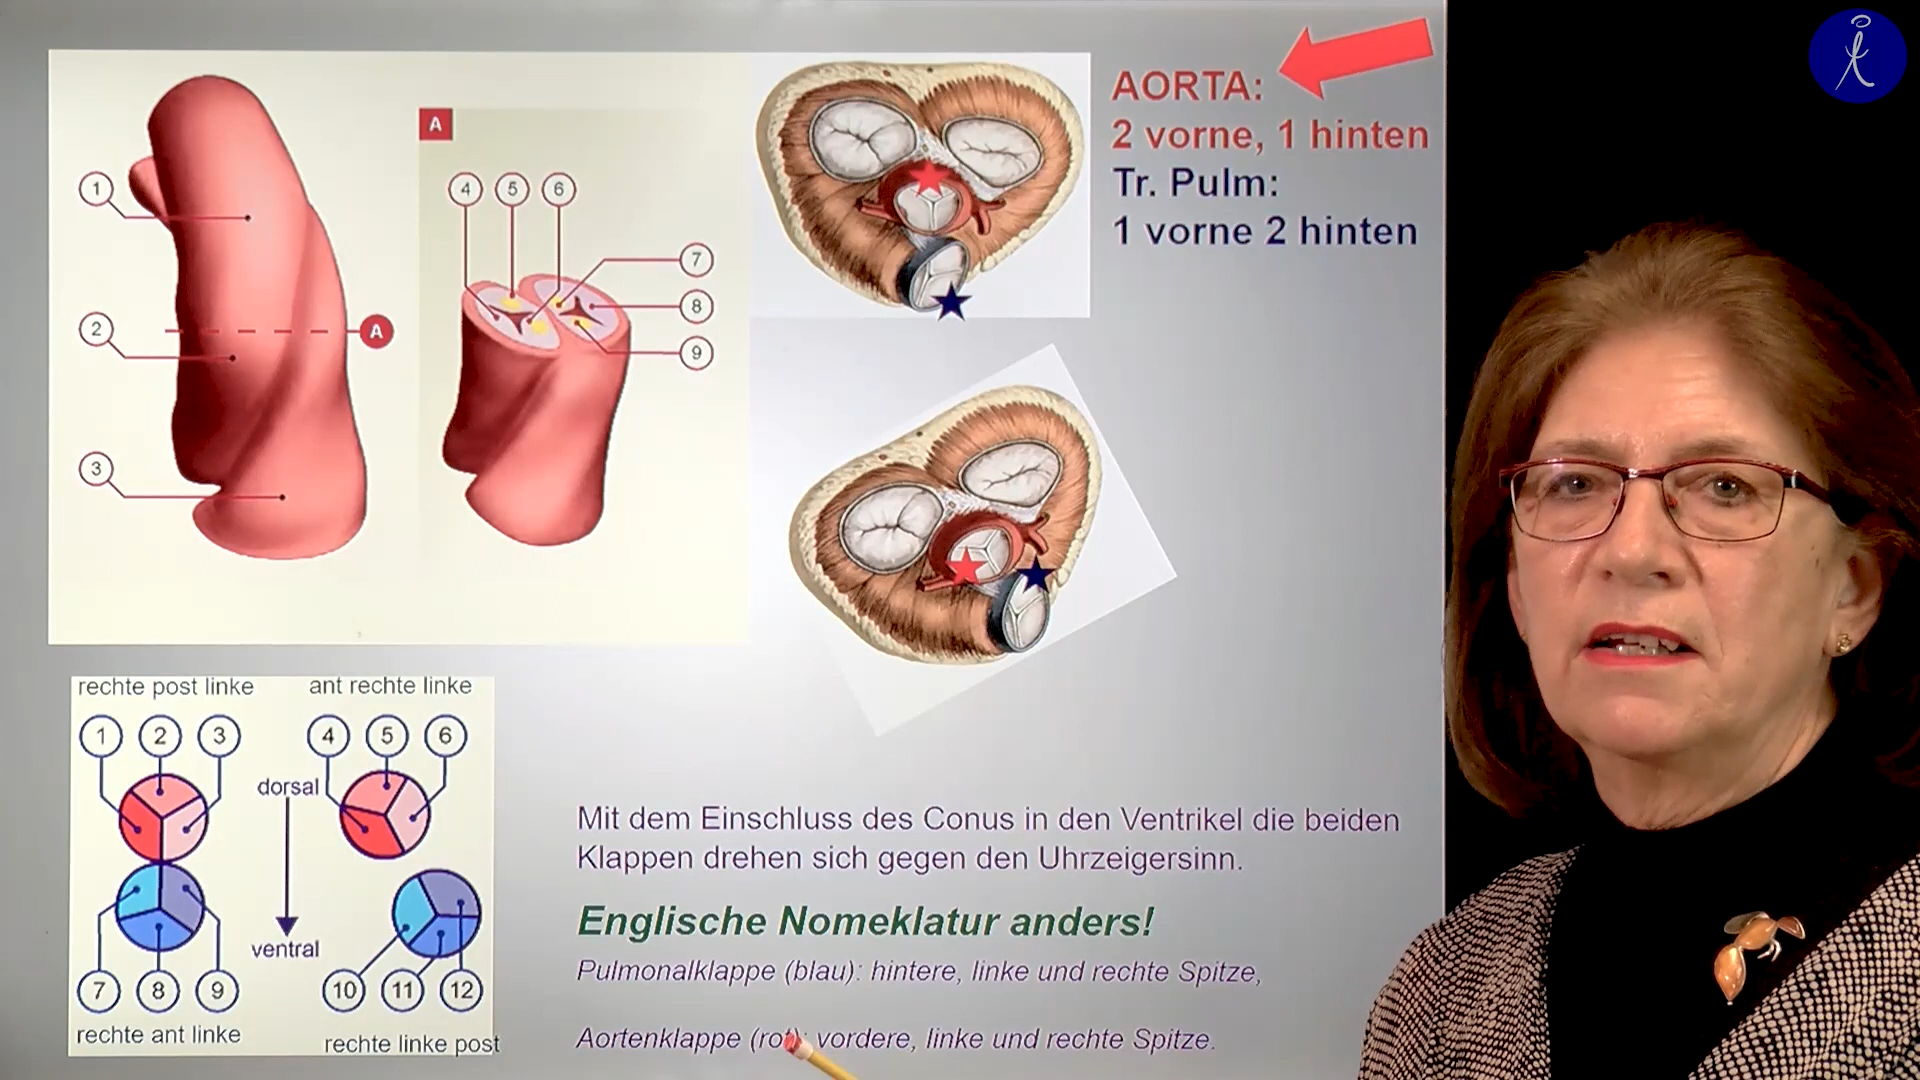 AORTA:
2 vorne, 1 hinten
Tr. Pulm:
1 vorne 2 hinten
A
1
2
3
A
4 5 6
7
8
9
rechte post linke
ant rechte linke
1 2 3
4 5 6
dorsal
ventral
7 8 9
10 11 12
rechte ant linke
rechte linke post
Mit dem Einschluss des Conus in den Ventrikel die beiden
Klappen drehen sich gegen den Uhrzeigersinn.
Englische Nomeklatur anders!
Pulmonalklappe (blau): hintere, linke und rechte Spitze,
Aortenklappe (rot): vordere, linke und rechte Spitze.